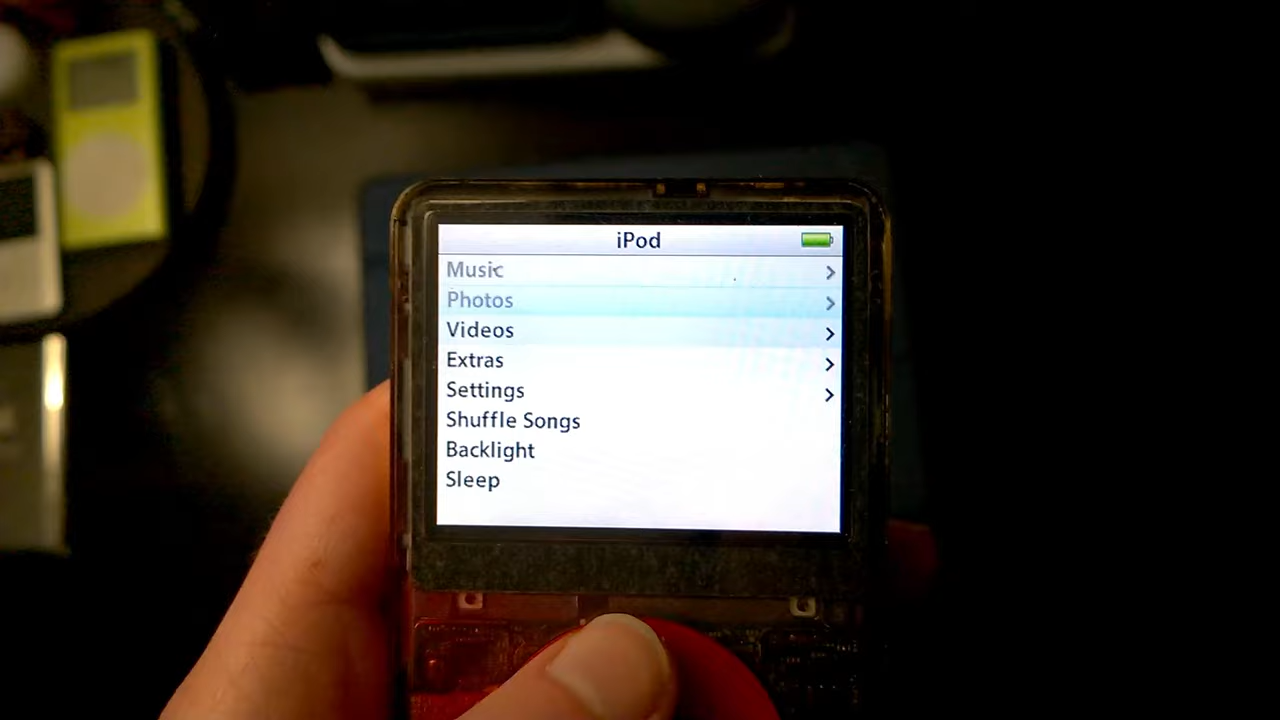 iPod
Music
Photos
Videos
Extras
Settings
Shuffle Songs
Backlight
Sleep